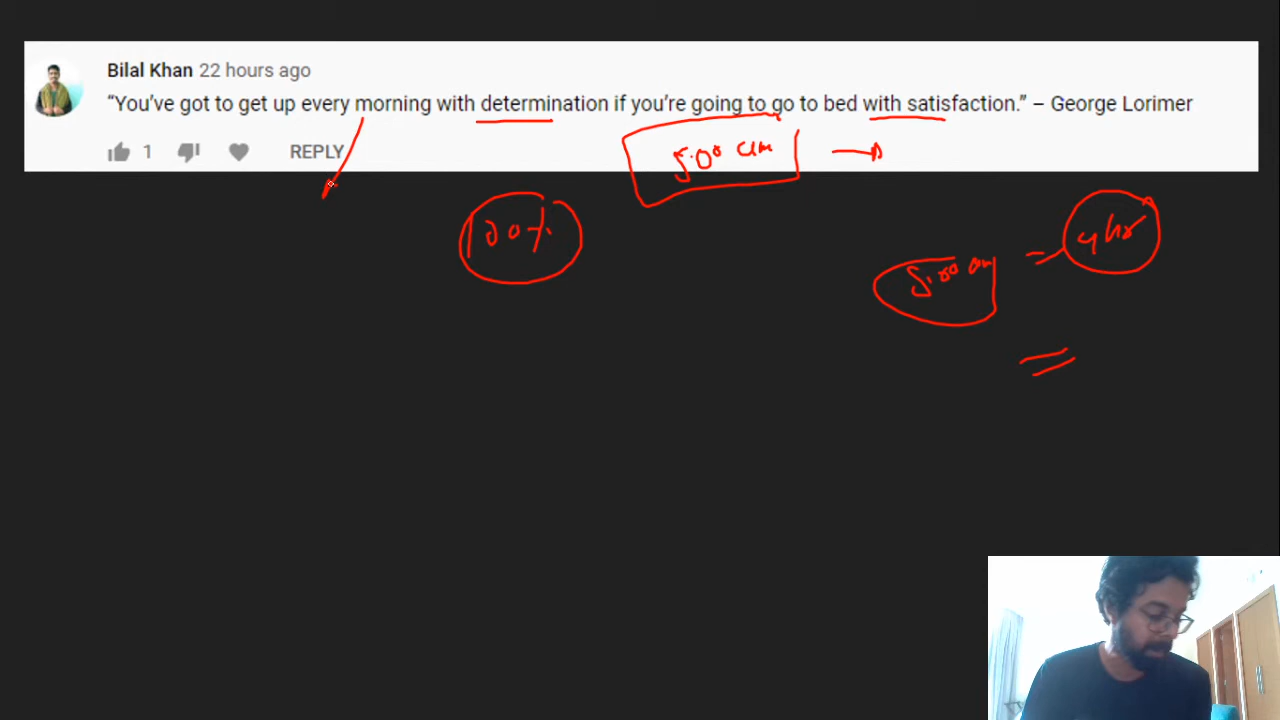 Bilal Khan 22 hours ago
“You’ve got to get up every morning with determination if you’re going to go to bed with satisfaction.” – George Lorimer
1 REPLY
5:00 am
100%
5:00 am = 4hr